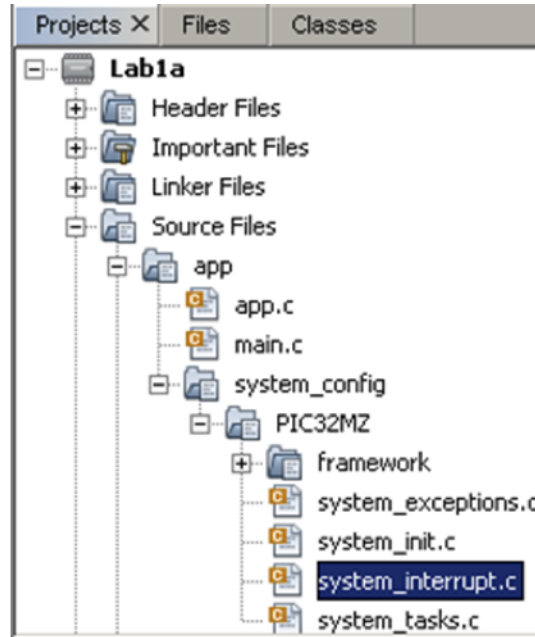 Projects × Files Classes
Lab1a
Header Files
Important Files
Linker Files
Source Files
app
app.c
main.c
system_config
PIC32MZ
framework
system_exceptions.c
system_init.c
system_interrupt.c
system_tasks.c